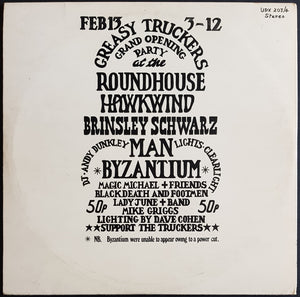 UDX 203/4
Stereo
FEB 13 3-12
GREASY TRUCKERS
GRAND OPENING
PARTY
at the
ROUNDHOUSE
HAWKWIND
BRINSLEY SCHWARZ
DJ·ANDY DUNKLEY MAN LIGHTS·CLEARLIGHT
*BYZANTIUM*
MAGIC MICHAEL + FRIENDS
BLACK DEATH AND FOOTMEN
50p LADY JUNE + BAND 50p
MIKE GRIGGS
LIGHTING BY DAVE COHEN
★SUPPORT THE TRUCKERS★
* NB. Byzantium were unable to appear owing to a power cut.